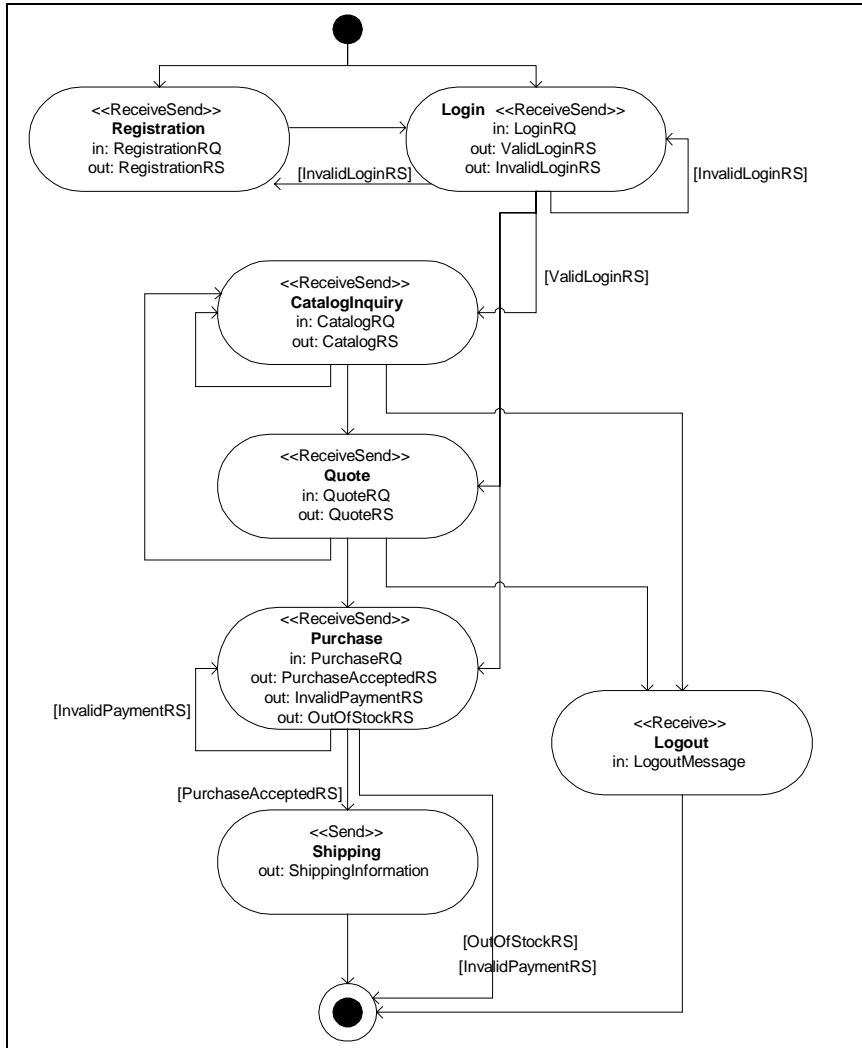 <<ReceiveSend>>
Registration
in: RegistrationRQ
out: RegistrationRS
Login <<ReceiveSend>>
in: LoginRQ
out: ValidLoginRS
out: InvalidLoginRS
[InvalidLoginRS]
[InvalidLoginRS]
[ValidLoginRS]
<<ReceiveSend>>
CatalogInquiry
in: CatalogRQ
out: CatalogRS
<<ReceiveSend>>
Quote
in: QuoteRQ
out: QuoteRS
<<ReceiveSend>>
Purchase
in: PurchaseRQ
out: PurchaseAcceptedRS
out: InvalidPaymentRS
out: OutOfStockRS
[InvalidPaymentRS]
<<Receive>>
Logout
in: LogoutMessage
[PurchaseAcceptedRS]
<<Send>>
Shipping
out: ShippingInformation
[OutOfStockRS]
[InvalidPaymentRS]